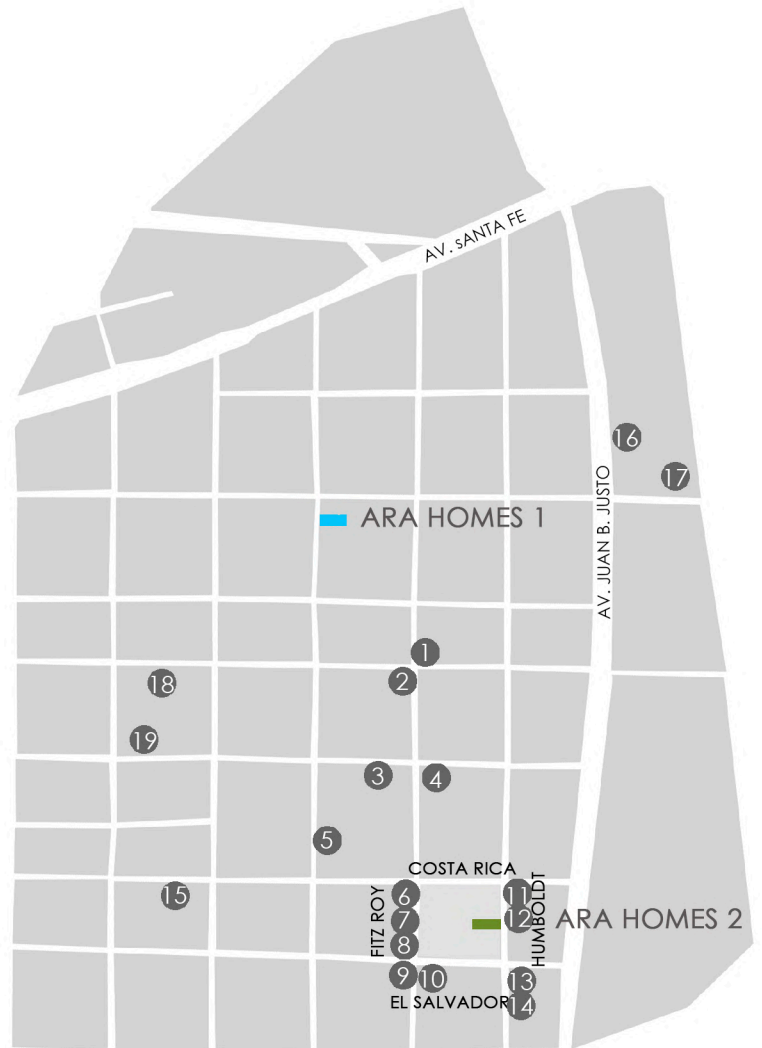 AV. sANTA FE
16
17
AV. JUAN B. JUSTO
ARA HOMES 1
1
2
18
19
3
4
5
COSTA RICA
15
6
11
FITZ ROY
7
12
HUMBOLDT
ARA HOMES 2
8
9
10
13
EL SALVADOR
14